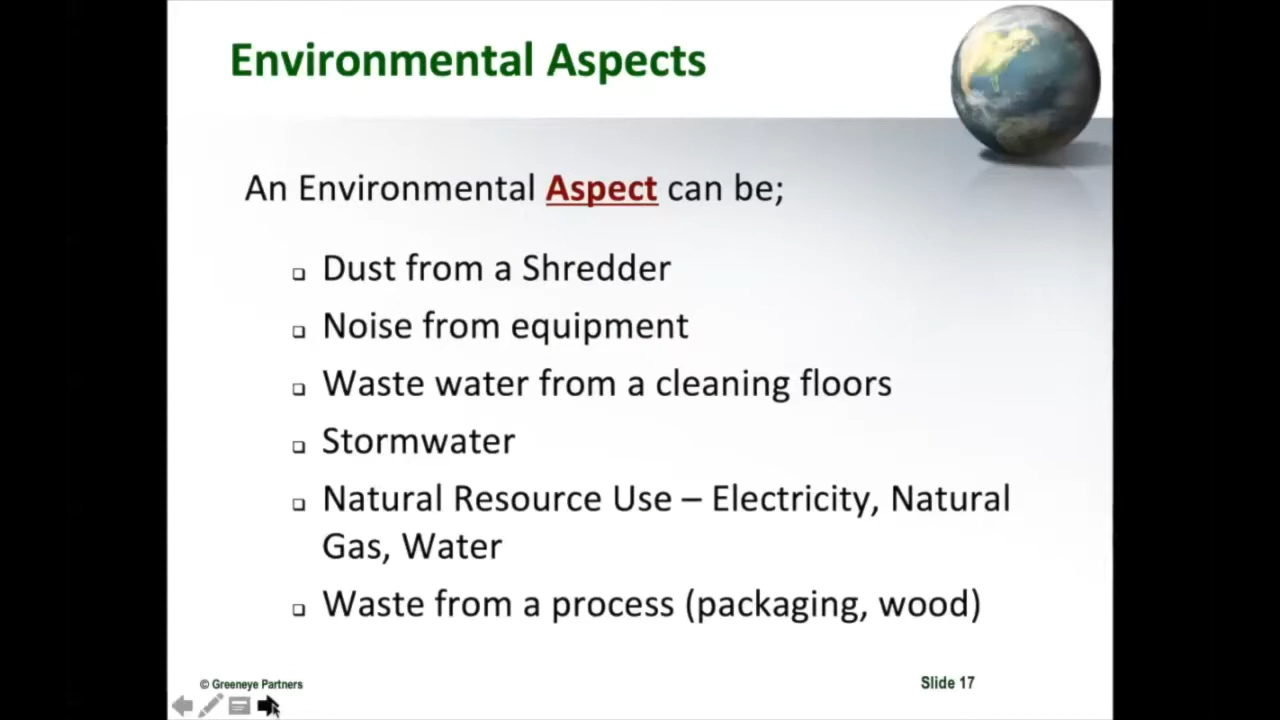 Environmental Aspects
An Environmental Aspect can be;
Dust from a Shredder
Noise from equipment
Waste water from a cleaning floors
Stormwater
Natural Resource Use – Electricity, Natural
Gas, Water
Waste from a process (packaging, wood)
© Greeneye Partners
Slide 17